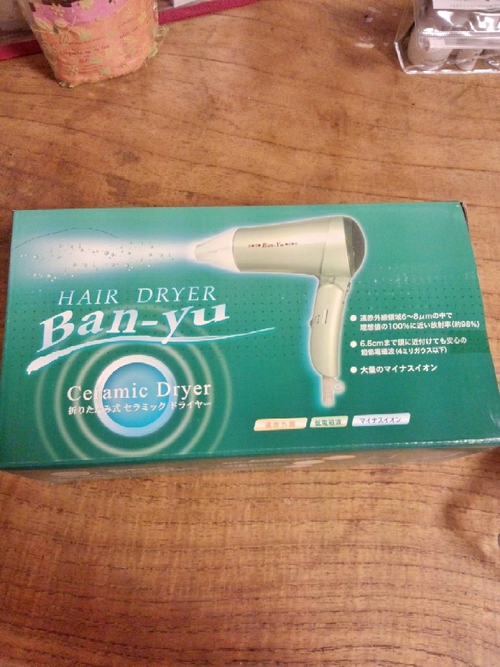 HAIR DRYER
Ban-yu
Ceramic Dryer
折りたたみ式 セラミック ドライヤー
Ban-Yu
● 遠赤外線領域6〜8μmの中で
理想値の100%に近い放射率(約98%)
● 6.5cmまで頭に近付けても安心の
超低電磁波(4ミリガウス以下)
● 大量のマイナスイオン
遠赤外線
低電磁波
マイナスイオン